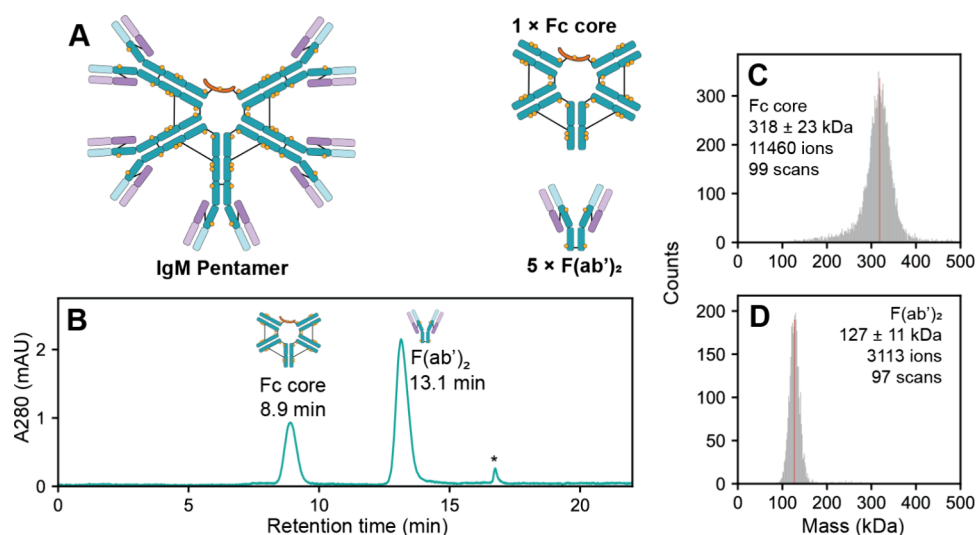 A
IgM Pentamer
1 × Fc core
5 × F(ab')₂
B
A280 (mAU)
2
1
0
Fc core
8.9 min
F(ab')₂
13.1 min
*
0 5 10 15 20
Retention time (min)
Counts
C
Fc core
318 ± 23 kDa
11460 ions
99 scans
300
200
100
0
0 100 200 300 400 500
D
F(ab')₂
127 ± 11 kDa
3113 ions
97 scans
200
150
100
50
0
0 100 200 300 400 500
Mass (kDa)